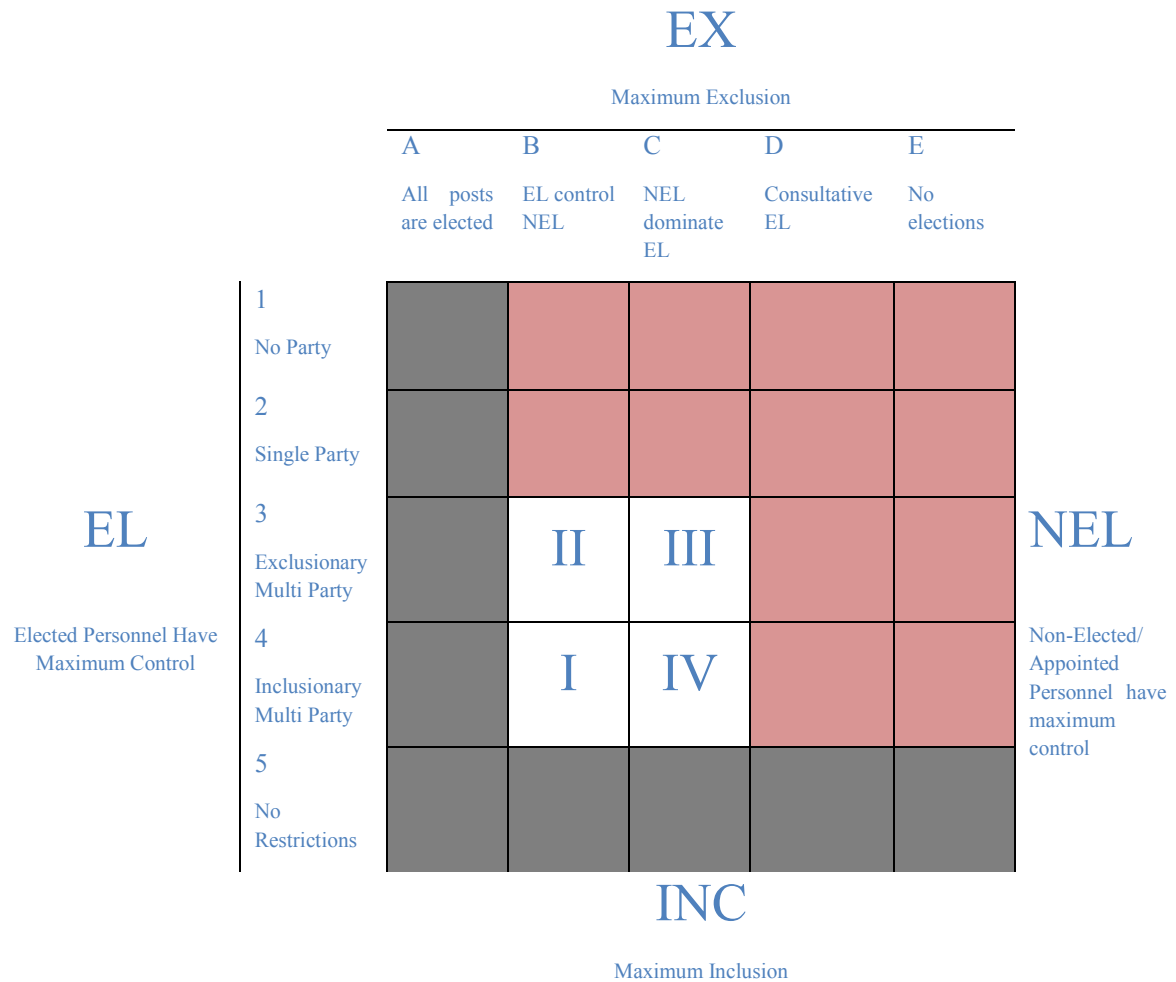 EX
Maximum Exclusion
A
B
C
D
E
All posts
are elected
EL control
NEL
NEL
dominate
EL
Consultative
EL
No
elections
1
No Party
2
Single Party
3
Exclusionary
Multi Party
4
Inclusionary
Multi Party
5
No
Restrictions
EL
Elected Personnel Have
Maximum Control
II
III
I
IV
NEL
Non-Elected/
Appointed
Personnel have
maximum
control
INC
Maximum Inclusion